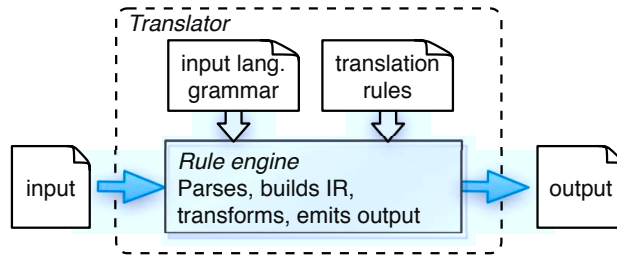 Translator
input lang.
grammar
translation
rules
input
Rule engine
Parses, builds IR,
transforms, emits output
output